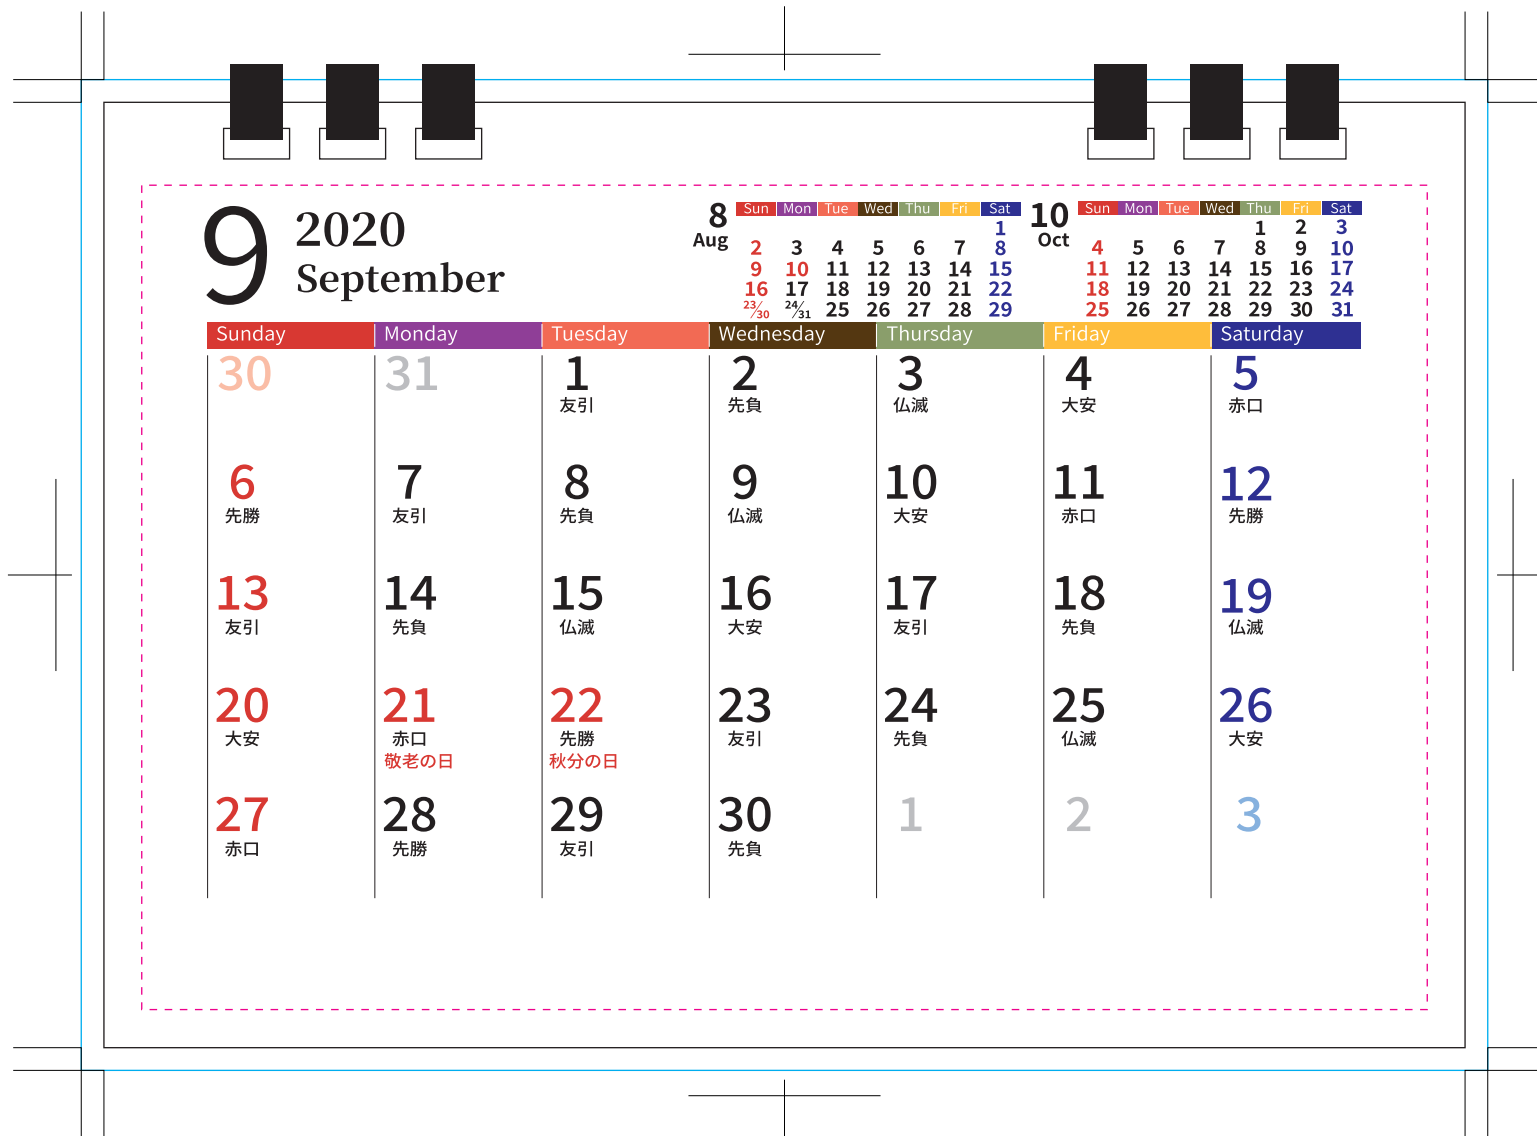 9
2020
September
8
Aug
Sun Mon Tue Wed Thu Fri Sat
1
2 3 4 5 6 7 8
9 10 11 12 13 14 15
16 17 18 19 20 21 22
23/30 24/31 25 26 27 28 29
10
Oct
Sun Mon Tue Wed Thu Fri Sat
1 2 3
4 5 6 7 8 9 10
11 12 13 14 15 16 17
18 19 20 21 22 23 24
25 26 27 28 29 30 31
Sunday Monday Tuesday Wednesday Thursday Friday Saturday
30 31 1 2 3 4 5
友引 先負 仏滅 大安 赤口
6 7 8 9 10 11 12
先勝 友引 先負 仏滅 大安 赤口 先勝
13 14 15 16 17 18 19
友引 先負 仏滅 大安 友引 先負 仏滅
20 21 22 23 24 25 26
大安 赤口 先勝 友引 先負 仏滅 大安
敬老の日 秋分の日
27 28 29 30 1 2 3
赤口 先勝 友引 先負